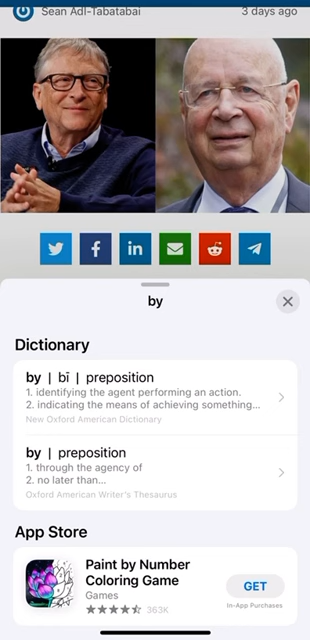 Sean Adl-Tabatabai
3 days ago
in
by
Dictionary
by | bī | preposition
1. identifying the agent performing an action.
2. indicating the means of achieving something...
New Oxford American Dictionary
by | preposition
1. through the agency of
2. no later than...
Oxford American Writer's Thesaurus
App Store
Paint by Number
Coloring Game
Games
363K
GET
In-App Purchases